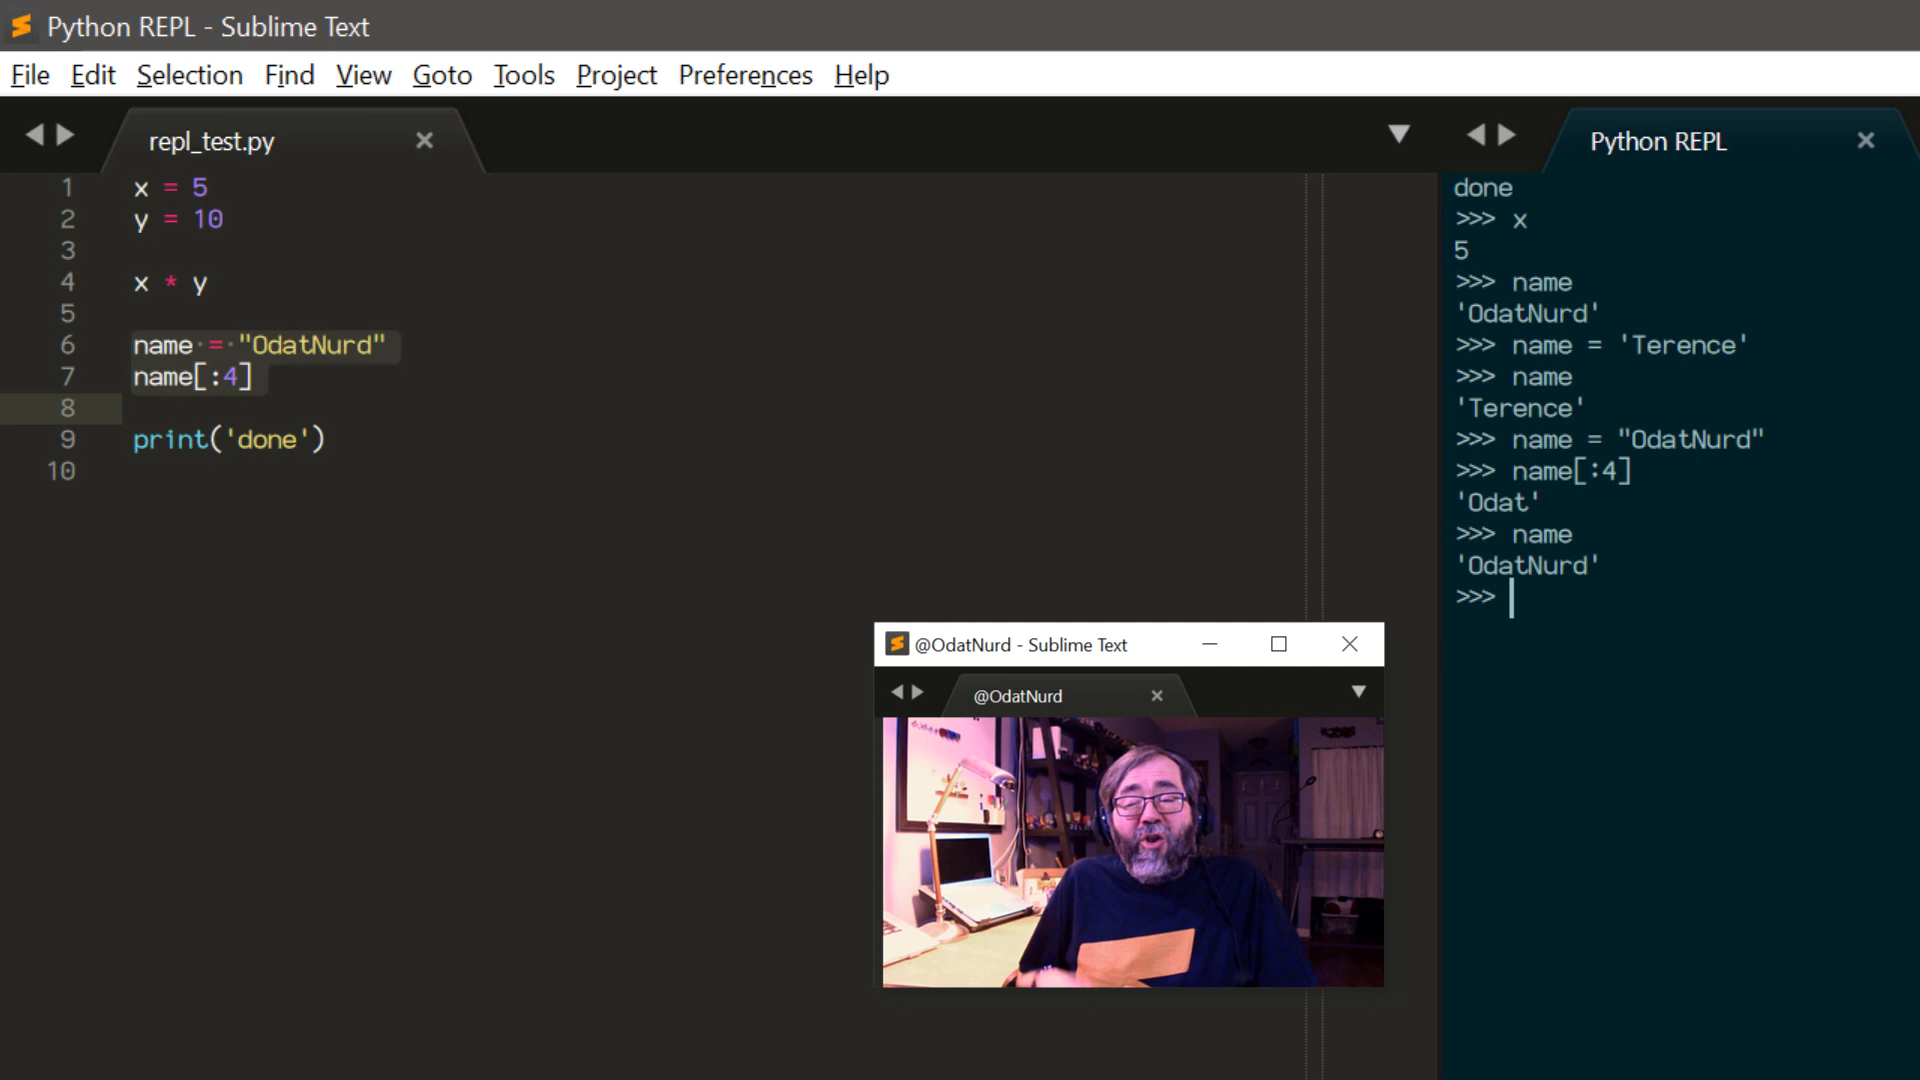 Python REPL - Sublime Text
File Edit Selection Find View Goto Tools Project Preferences Help
repl_test.py
1 x = 5
2 y = 10
3
4 x * y
5
6 name = "OdatNurd"
7 name[:4]
8
9 print('done')
10
Python REPL
done
>>> x
5
>>> name
'OdatNurd'
>>> name = 'Terence'
>>> name
'Terence'
>>> name = "OdatNurd"
>>> name[:4]
'Odat'
>>> name
'OdatNurd'
>>>
@OdatNurd - Sublime Text
@OdatNurd